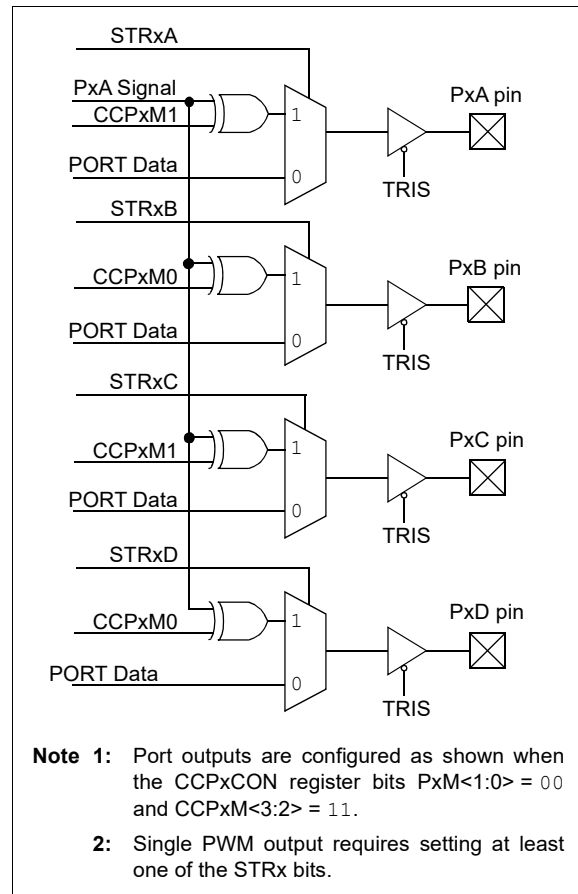 STRxA
PxA Signal
CCPxM1
PORT Data
1
0
TRIS
PxA pin
STRxB
CCPxM0
PORT Data
1
0
TRIS
PxB pin
STRxC
CCPxM1
PORT Data
1
0
TRIS
PxC pin
STRxD
CCPxM0
PORT Data
1
0
TRIS
PxD pin
Note 1: Port outputs are configured as shown when
the CCPxCON register bits PxM<1:0> = 00
and CCPxM<3:2> = 11.
2: Single PWM output requires setting at least
one of the STRx bits.